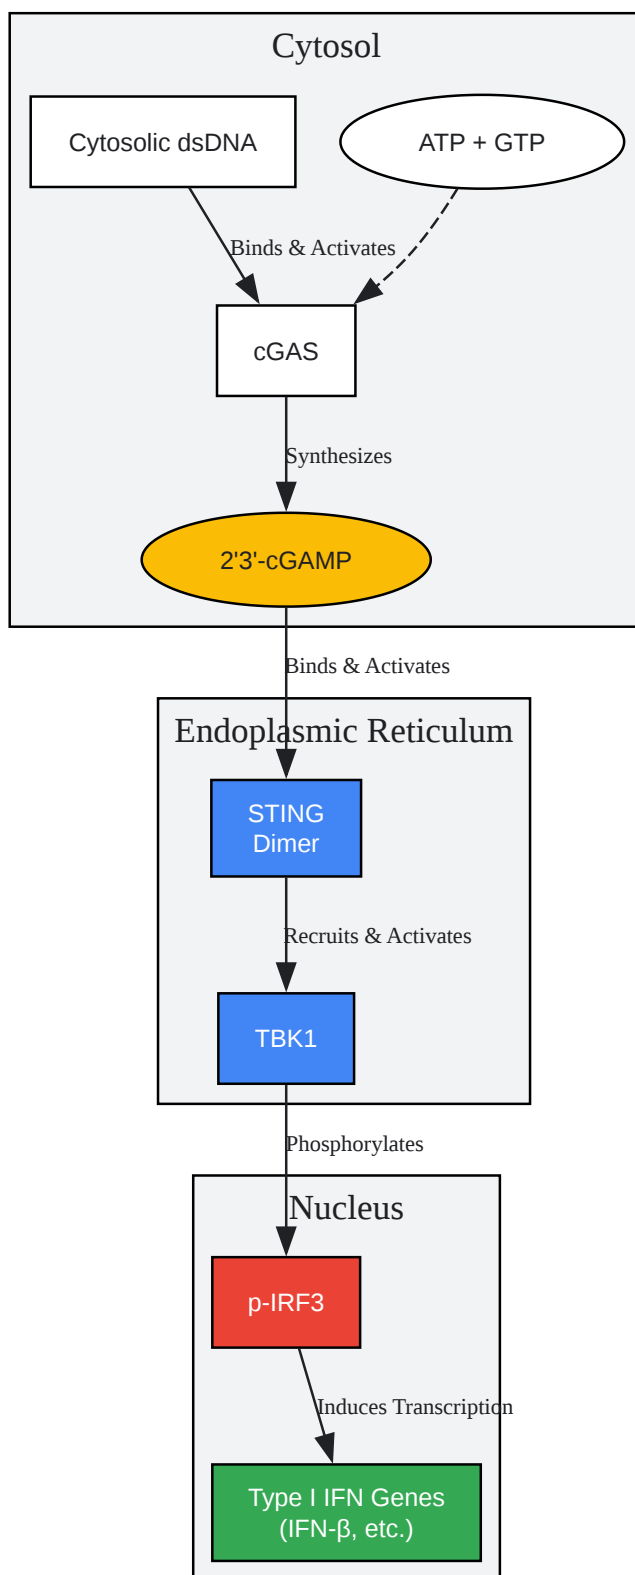 Cytosol
Cytosolic dsDNA
ATP + GTP
Binds & Activates
cGAS
Synthesizes
2'3'-cGAMP
Binds & Activates
Endoplasmic Reticulum
STING
Dimer
Recruits & Activates
TBK1
Phosphorylates
Nucleus
p-IRF3
Induces Transcription
Type I IFN Genes
(IFN-β, etc.)